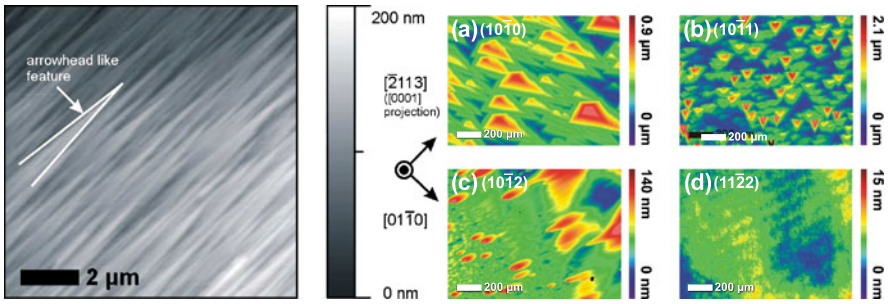 arrowhead like
feature
2 μm
200 nm
[2̄113]
([0001]
projection)
[011̄0]
0 nm
(a)(101̄0)
200 μm
0.9 μm
0 μm
(b)(101̄1)
200 μm
2.1 μm
0 μm
(c)(101̄2)
200 μm
140 nm
0 nm
(d)(112̄2)
200 μm
15 nm
0 nm